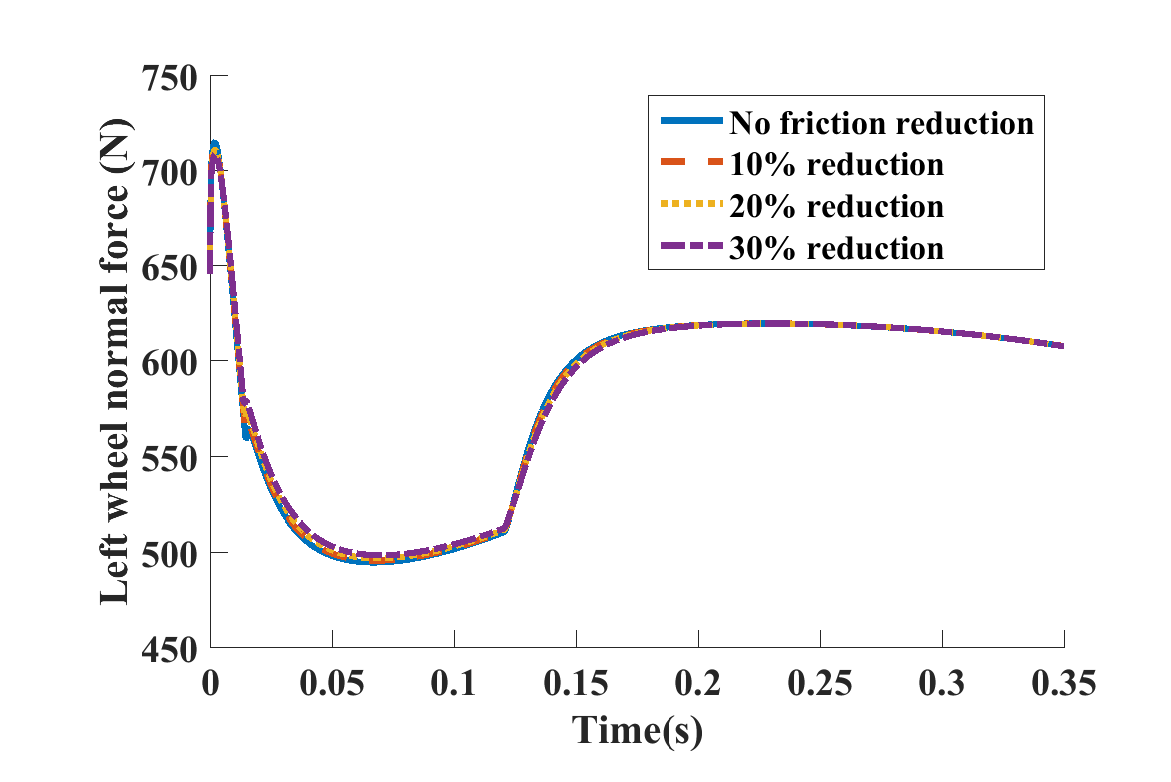 Left wheel normal force (N)
750
700
650
600
550
500
450
No friction reduction
10% reduction
20% reduction
30% reduction
0 0.05 0.1 0.15 0.2 0.25 0.3 0.35
Time(s)